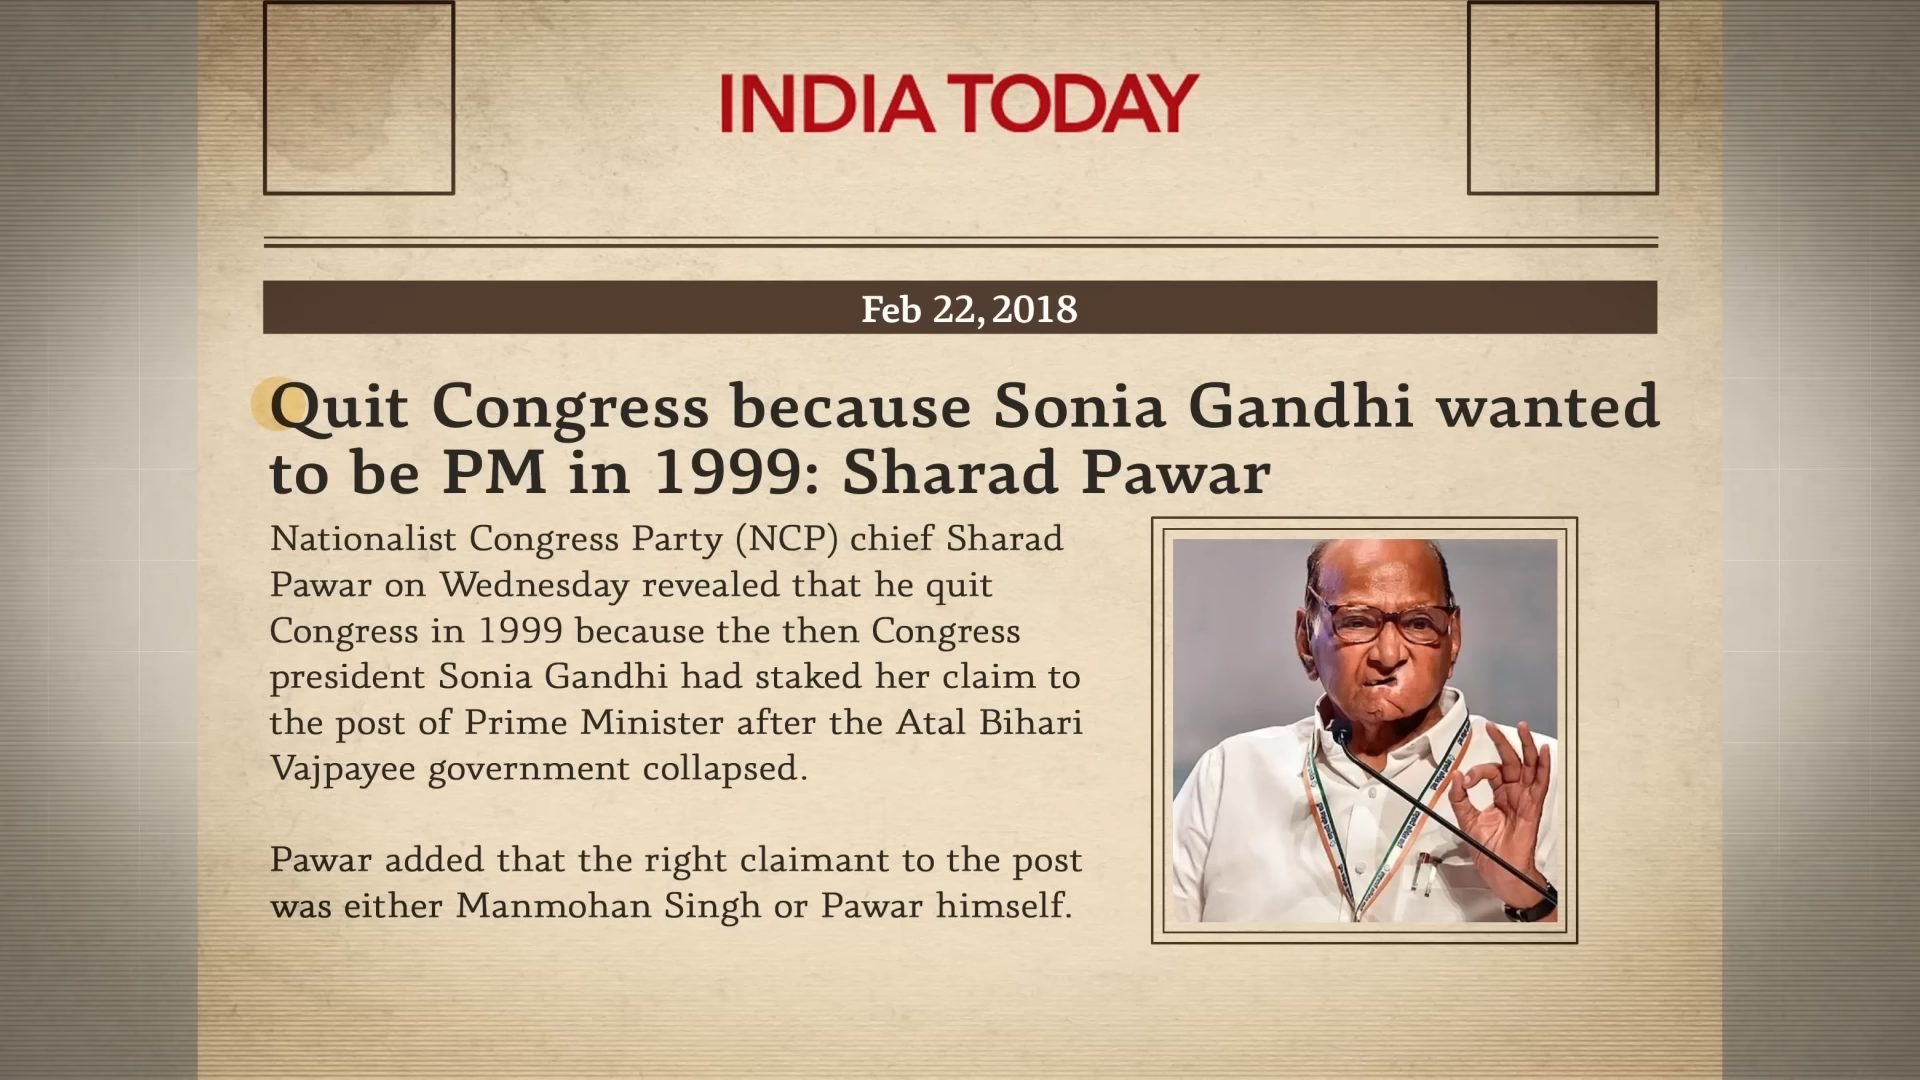 INDIA TODAY
Feb 22, 2018
Quit Congress because Sonia Gandhi wanted
to be PM in 1999: Sharad Pawar
Nationalist Congress Party (NCP) chief Sharad
Pawar on Wednesday revealed that he quit
Congress in 1999 because the then Congress
president Sonia Gandhi had staked her claim to
the post of Prime Minister after the Atal Bihari
Vajpayee government collapsed.
Pawar added that the right claimant to the post
was either Manmohan Singh or Pawar himself.